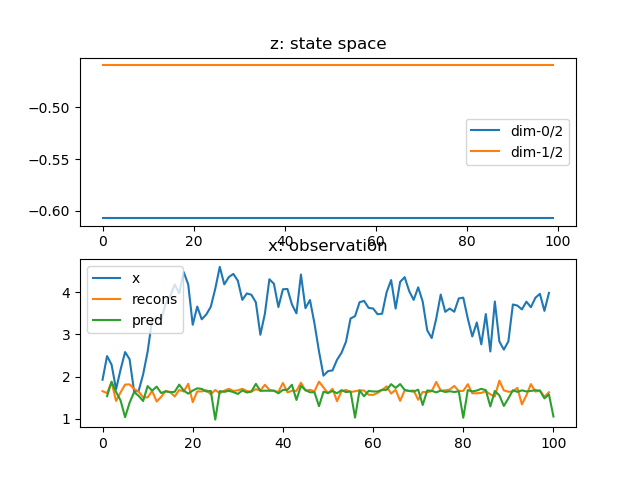 z: state space
−0.50
−0.55
−0.60
dim-0/2
dim-1/2
0 20 40 60 80 100
x: observation
4
3
2
1
x
recons
pred
0 20 40 60 80 100